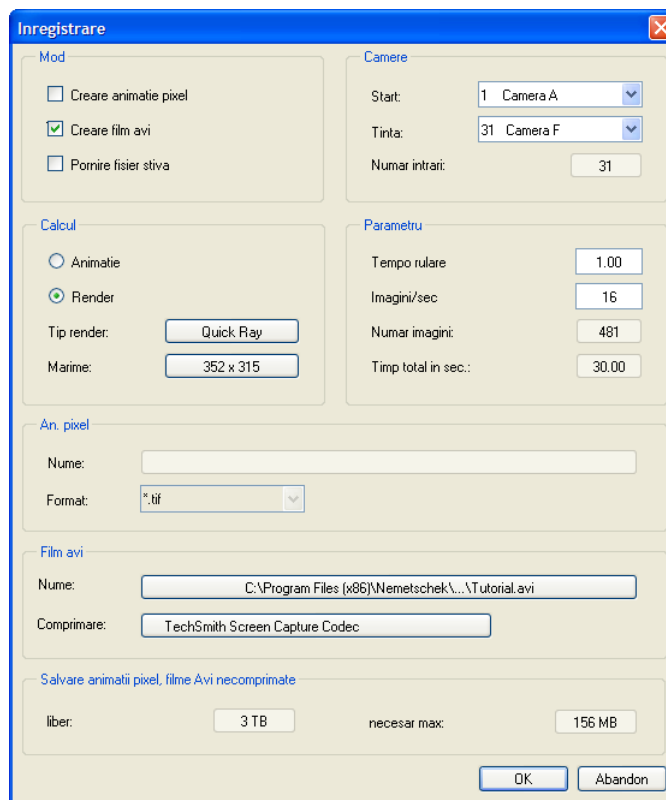 Inregistrare
Mod
Creare animatie pixel
Creare film avi
Pornire fisier stiva
Camere
Start: 1 Camera A
Tinta: 31 Camera F
Numar intrari: 31
Calcul
Animatie
Render
Tip render: Quick Ray
Marime: 352 x 315
Parametru
Tempo rulare 1.00
Imagini/sec 16
Numar imagini: 481
Timp total in sec.: 30.00
An. pixel
Nume:
Format: *.tif
Film avi
Nume: C:\Program Files (x86)\Nemetschek\...\Tutorial.avi
Comprimare: TechSmith Screen Capture Codec
Salvare animatii pixel, filme Avi necomprimate
liber: 3 TB necesar max: 156 MB
OK Abandon